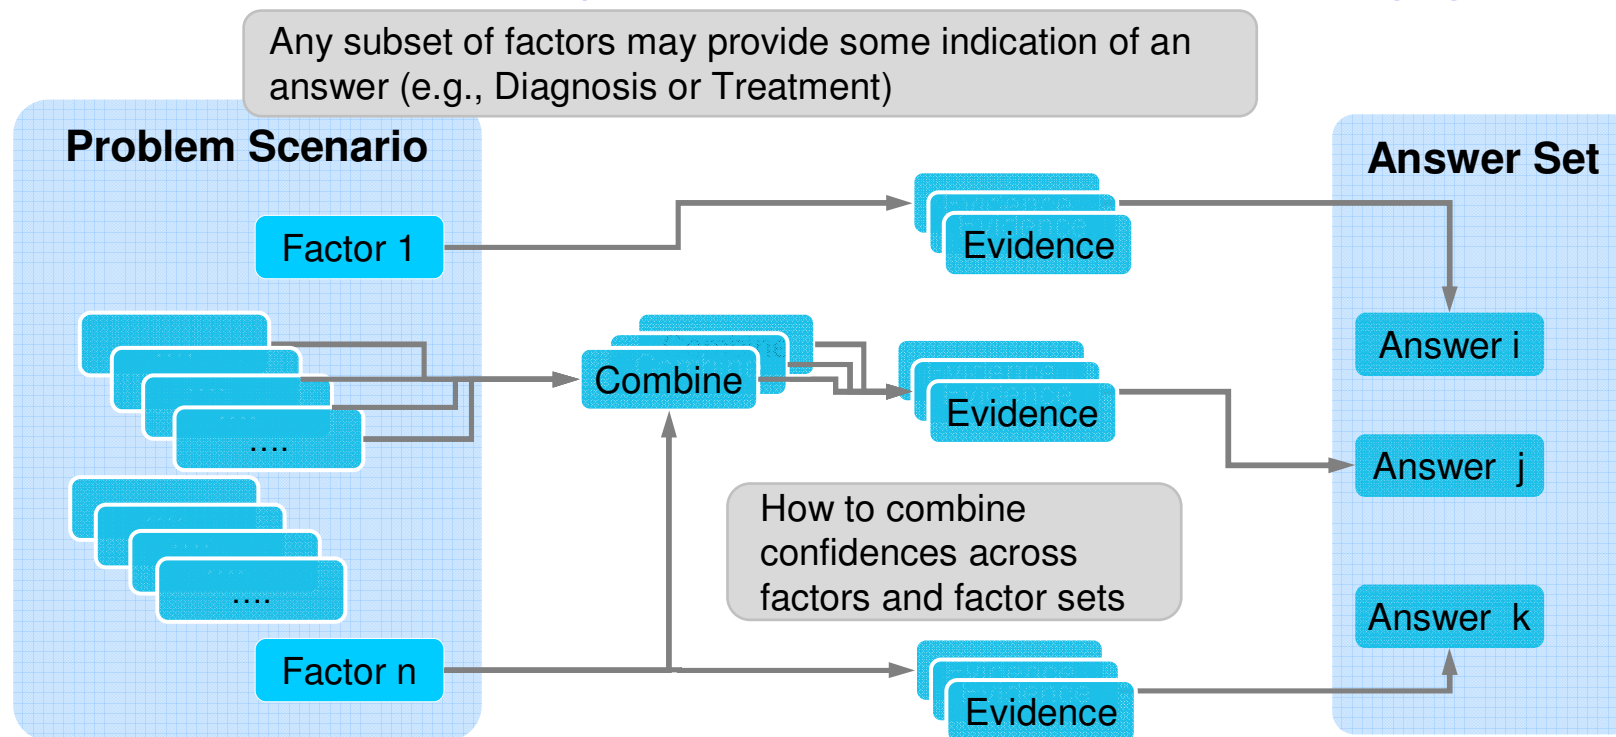 Any subset of factors may provide some indication of an
answer (e.g., Diagnosis or Treatment)
Problem Scenario
Answer Set
Factor 1
Evidence
Answer i
....
Combine
Evidence
Answer j
....
How to combine
confidences across
factors and factor sets
Answer k
Factor n
Evidence